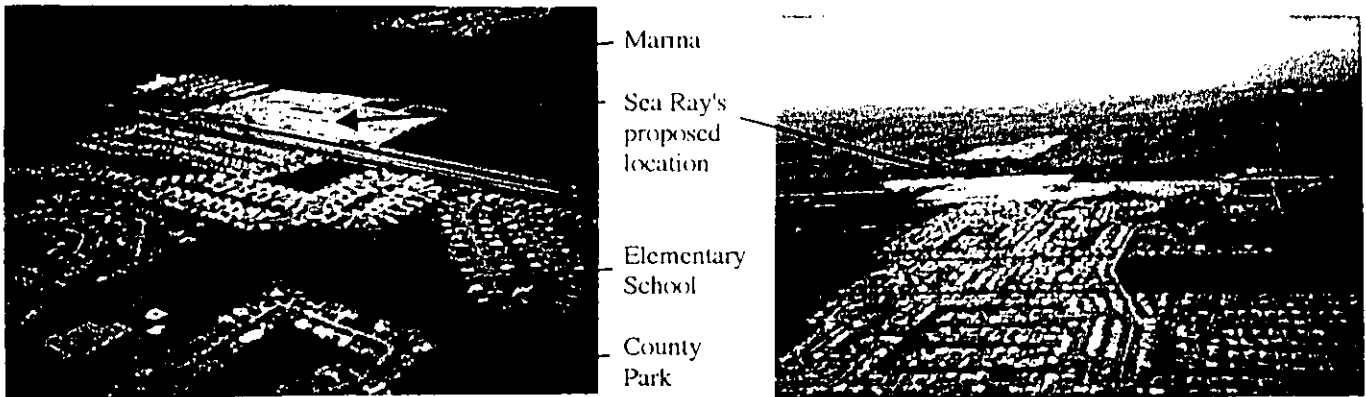 Marina
Sea Ray's
proposed
location
Elementary
School
County
Park